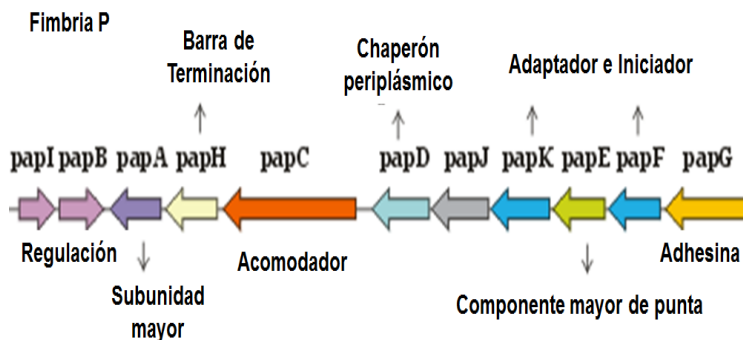 Fimbria P
Barra de
Terminación
Chaperón
periplásmico
Adaptador e Iniciador
papI papB papA papH papC papD papJ papK papE papF papG
Regulación
Subunidad
mayor
Acomodador
Componente mayor de punta
Adhesina